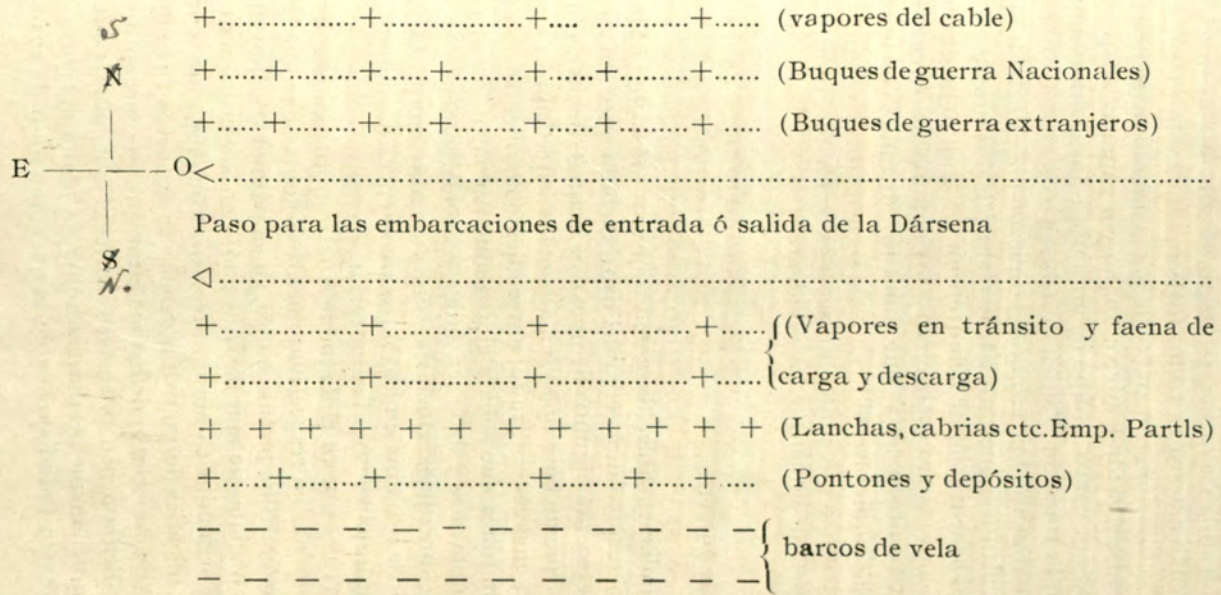 S
+..................+..................+.... ............+...... (vapores del cable)
N +......+.........+.......+.........+......+.........+...... (Buques de guerra Nacionales)
+......+.........+......+.........+......+.........+ ..... (Buques de guerra extranjeros)
E O<........................................................................................
Paso para las embarcaciones de entrada ó salida de la Dársena
S
N. ◁........................................................................................
+..................+..................+..................+...... (Vapores en tránsito y faena de
+..................+.................+..................+...... carga y descarga)
+ + + + + + + + + + + + (Lanchas, cabrias ctc. Emp. Partls)
+......+.........+..................+.........+......+..... (Pontones y depósitos)
— — — — — — — — — — — —
barcos de vela
— — — — — — — — — — — —